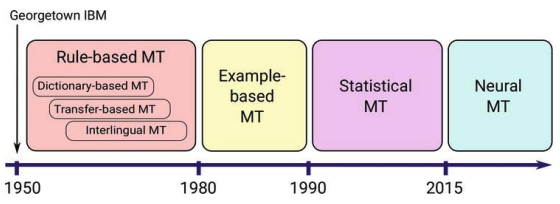 Georgetown IBM
Rule-based MT
Dictionary-based MT
Transfer-based MT
Interlingual MT
Example-
based
MT
Statistical
MT
Neural
MT
1950
1980
1990
2015